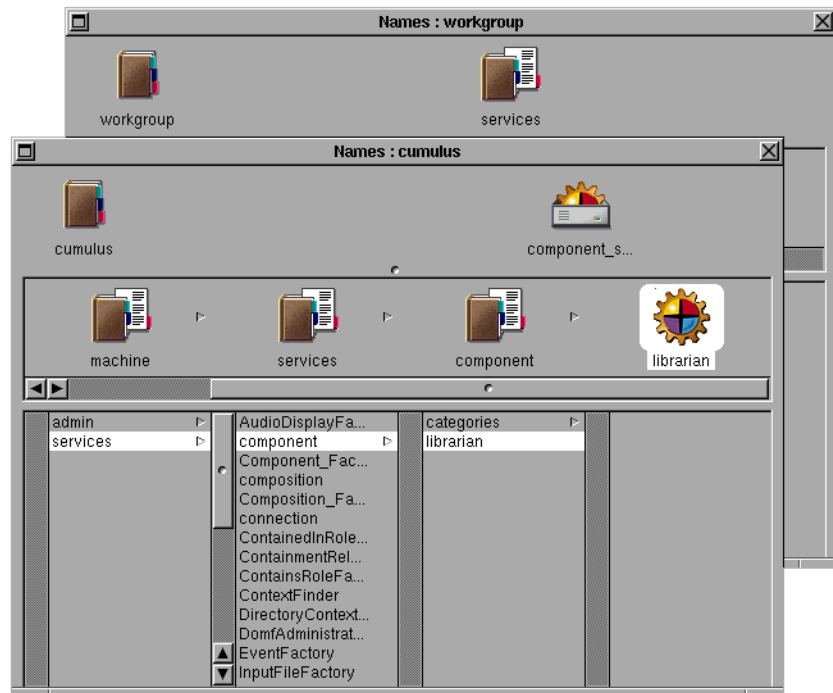 Names : workgroup
workgroup
services
Names : cumulus
cumulus
component_s...
machine
services
component
librarian
admin
services
AudioDisplayFa...
component
Component_Fac...
composition
Composition_Fa...
connection
ContainedInRole...
ContainmentRel...
ContainsRoleFa...
ContextFinder
DirectoryContext...
DomfAdministrat...
EventFactory
InputFileFactory
categories
librarian